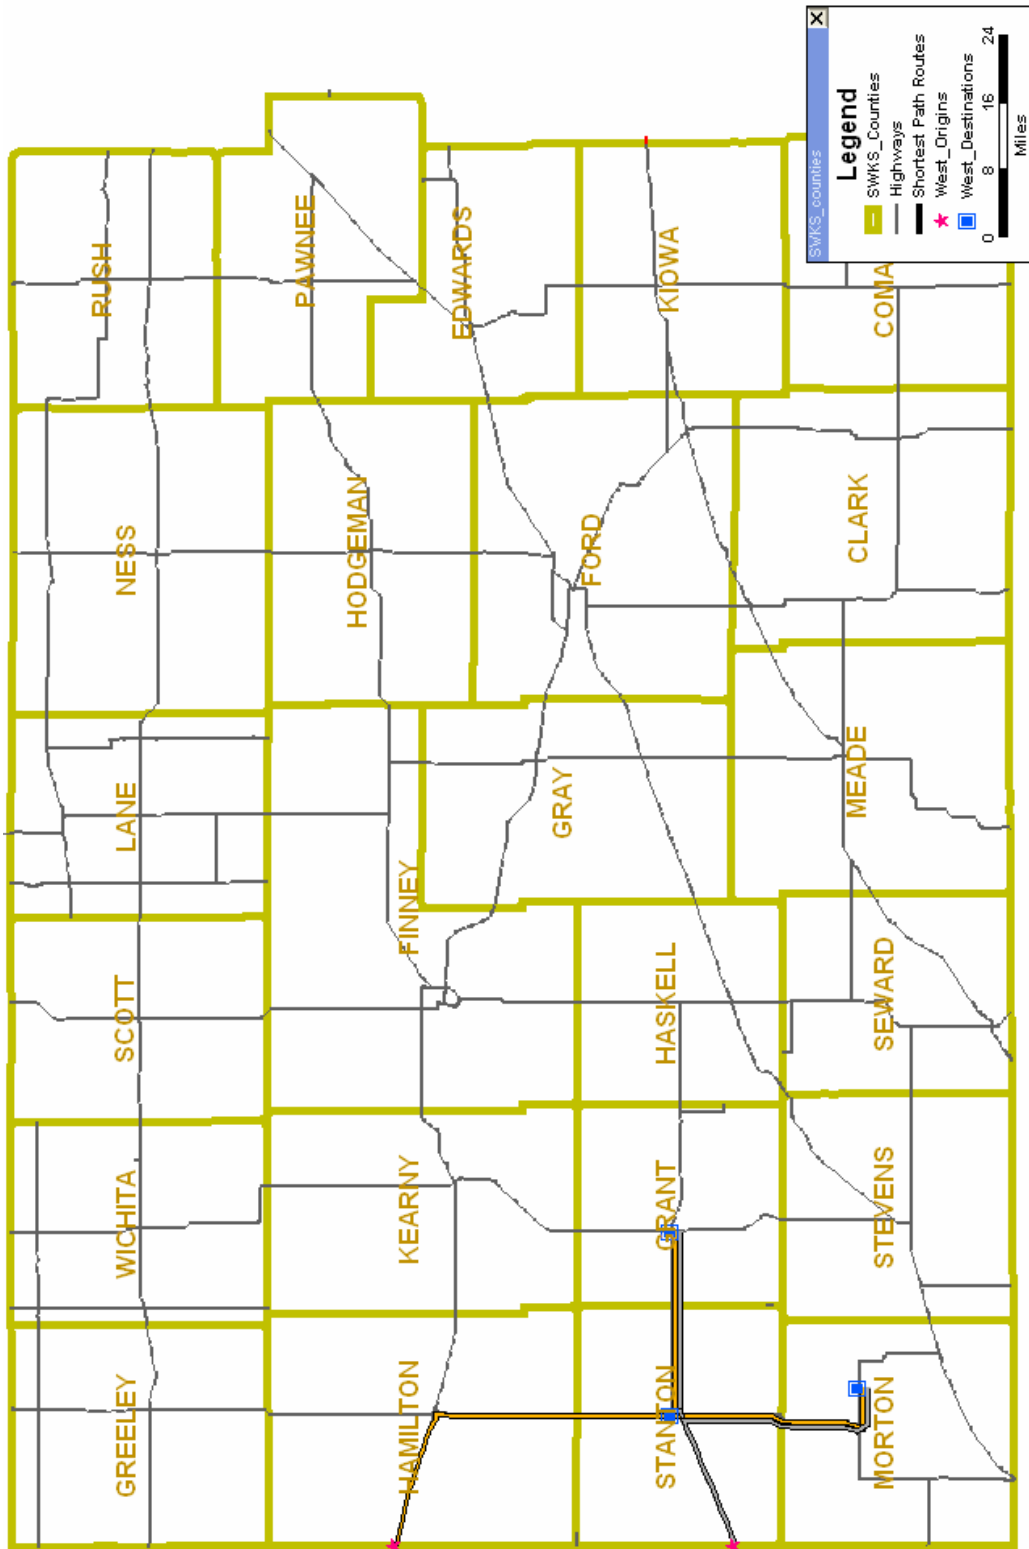 GREELEY
WICHITA
SCOTT
LANE
NESS
RUSH
HAMILTON
KEARNY
FINNEY
HODGEMAN
PAWNEE
EDWARDS
STANTON
GRANT
HASKELL
GRAY
FORD
KIOWA
MORTON
STEVENS
SEWARD
MEADE
CLARK
COMA
SWKS_counties
Legend
SWKS_Counties
Highways
Shortest Path Routes
West_Origins
West_Destinations
0 8 16 24
Miles